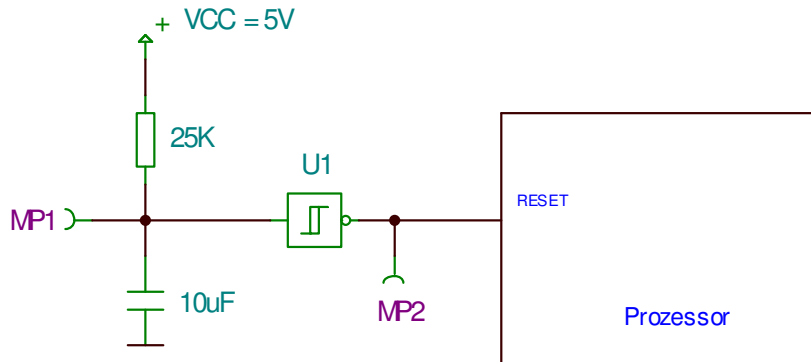 + VCC = 5V
25K
U1
MP1
RESET
10uF
MP2
Prozessor